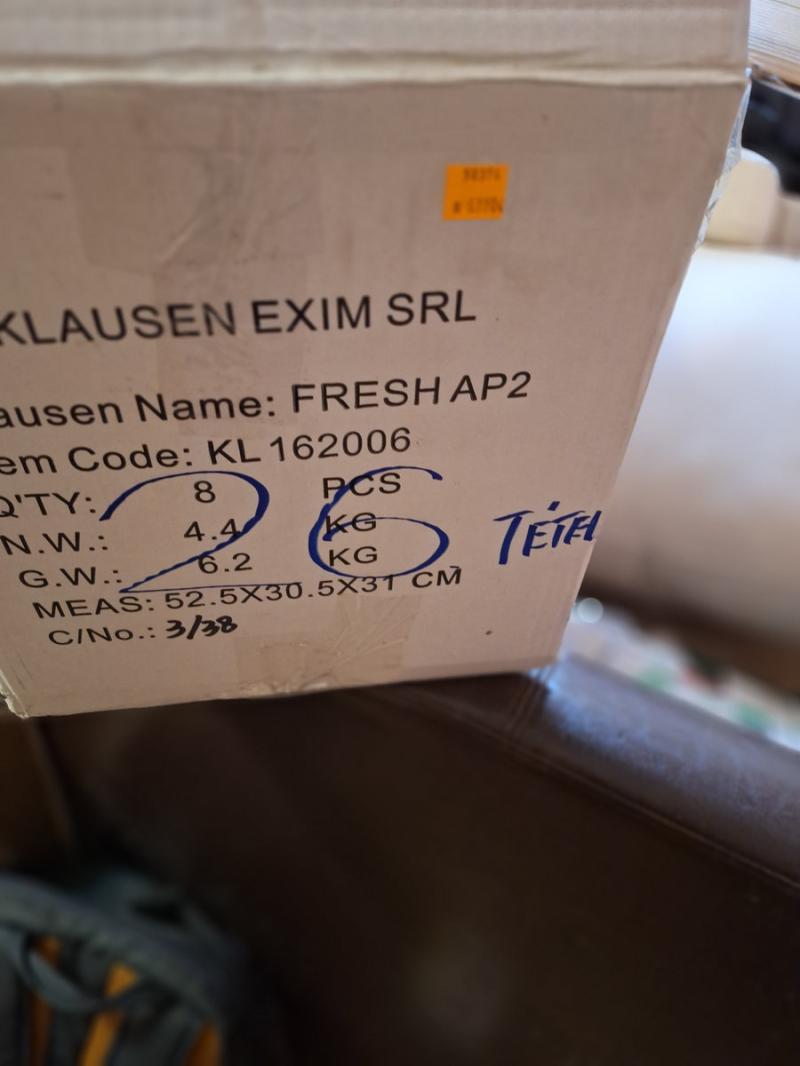 KLAUSEN EXIM SRL
ausen Name: FRESH AP2
em Code: KL 162006
Q'TY: 8 PCS
N.W.: 4.4 KG
G.W.: 6.2 KG
MEAS: 52.5X30.5X31 CM
C/No.: 3/38
26 TÉTEL